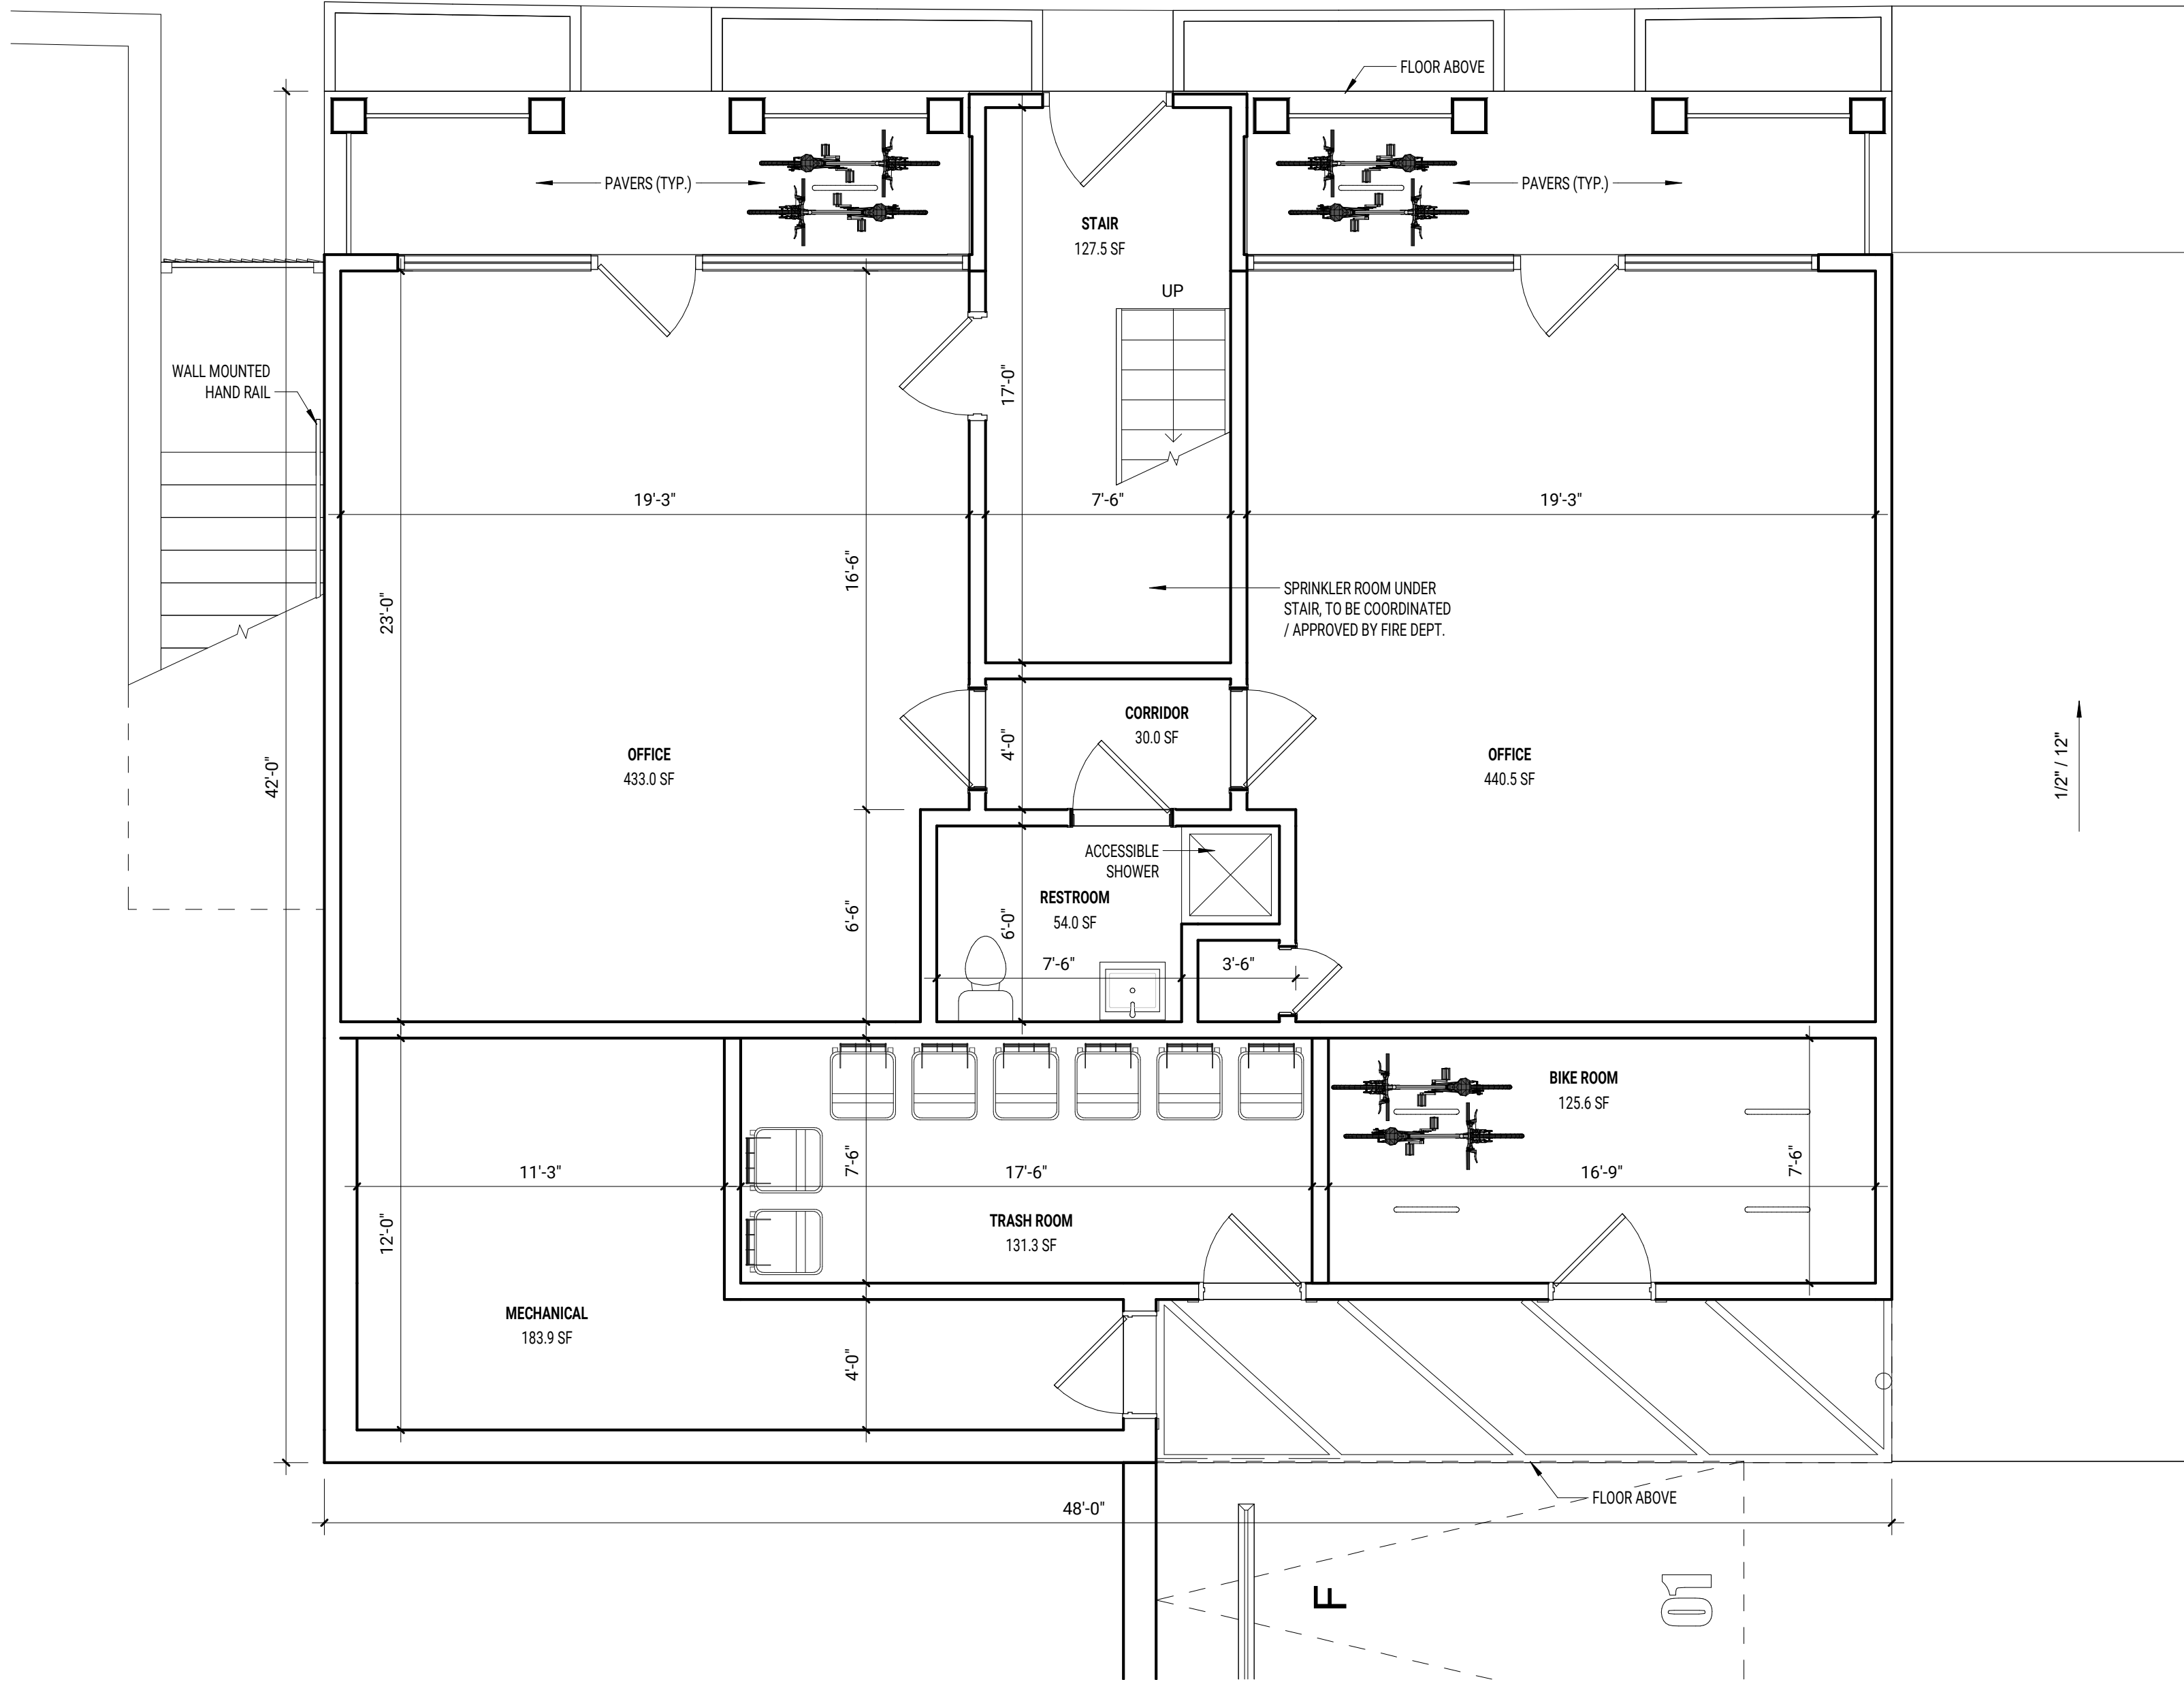 FLOOR ABOVE
PAVERS (TYP.)
PAVERS (TYP.)
STAIR
127.5 SF
UP
WALL MOUNTED
HAND RAIL
17'-0"
19'-3"
7'-6"
19'-3"
16'-6"
23'-0"
SPRINKLER ROOM UNDER
STAIR, TO BE COORDINATED
/ APPROVED BY FIRE DEPT.
CORRIDOR
30.0 SF
4'-0"
OFFICE
433.0 SF
OFFICE
440.5 SF
42'-0"
1/2" / 12"
ACCESSIBLE
SHOWER
RESTROOM
54.0 SF
6'-6"
6'-0"
7'-6"
3'-6"
BIKE ROOM
125.6 SF
11'-3"
7'-6"
17'-6"
16'-9"
7'-6"
12'-0"
TRASH ROOM
131.3 SF
MECHANICAL
183.9 SF
4'-0"
FLOOR ABOVE
48'-0"
F
01